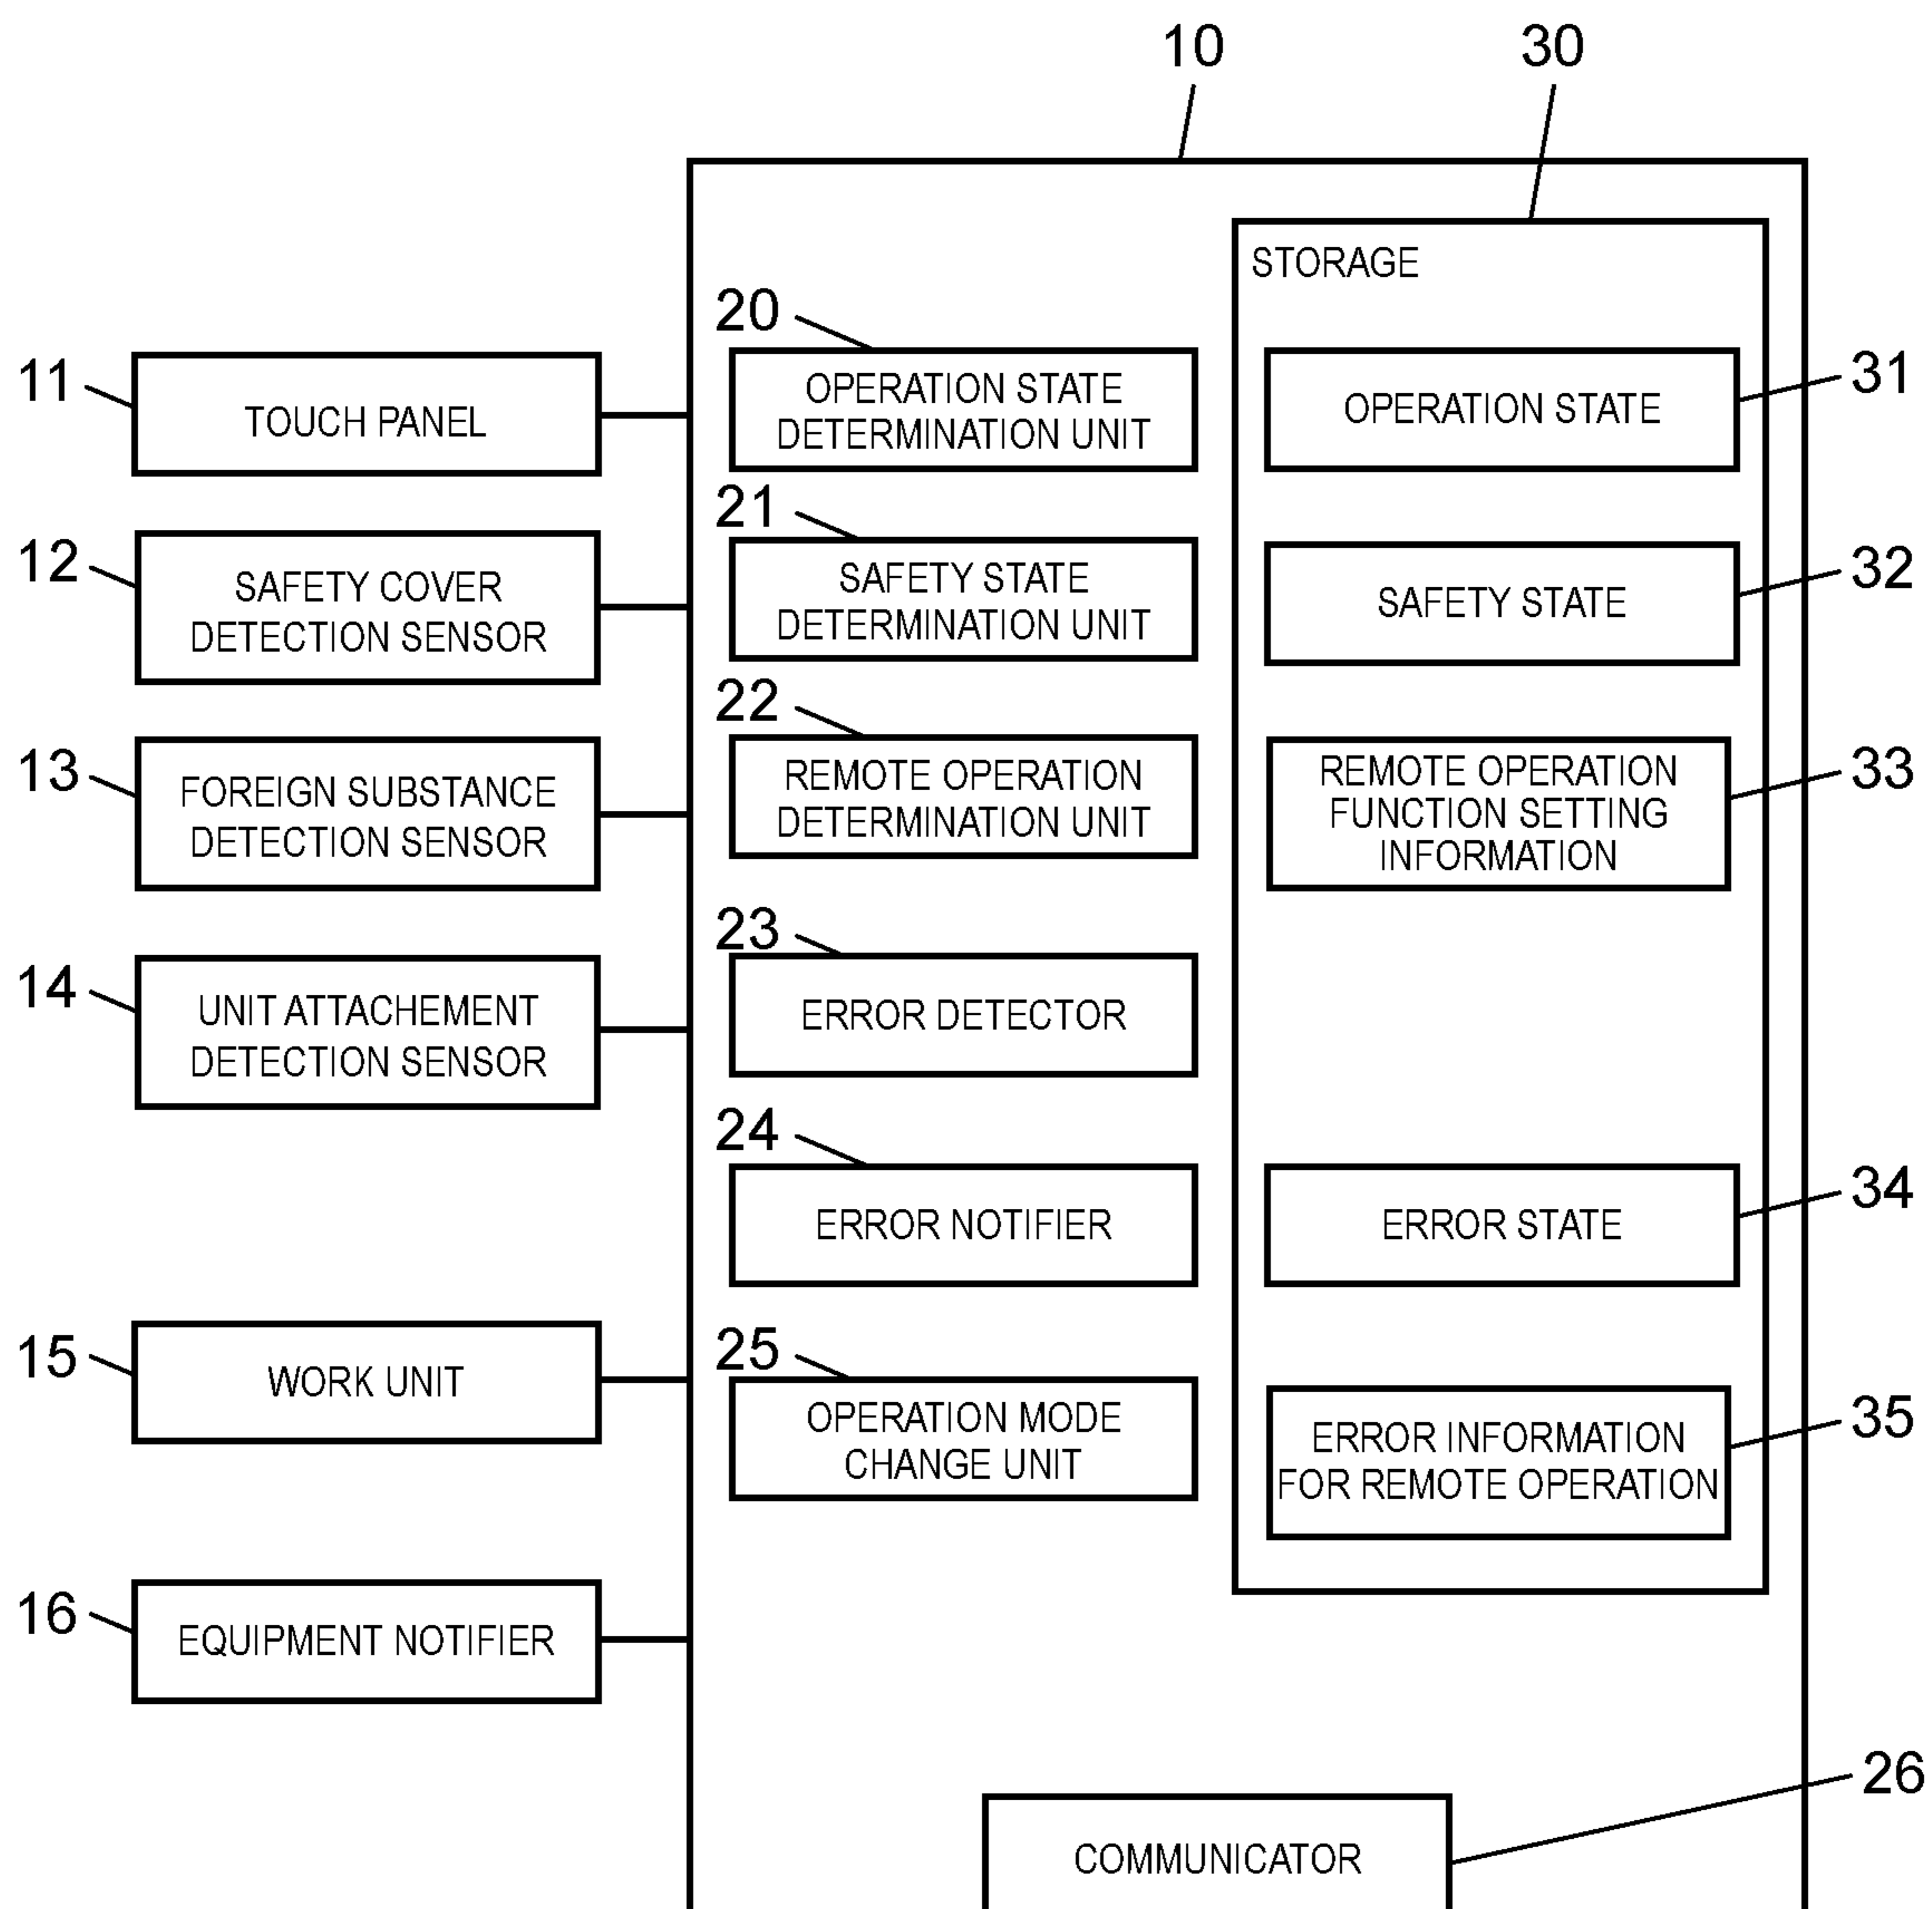 10
30
STORAGE
20
11
TOUCH PANEL
OPERATION STATE
DETERMINATION UNIT
OPERATION STATE
31
21
12
SAFETY COVER
DETECTION SENSOR
SAFETY STATE
DETERMINATION UNIT
SAFETY STATE
32
22
13
FOREIGN SUBSTANCE
DETECTION SENSOR
REMOTE OPERATION
DETERMINATION UNIT
REMOTE OPERATION
FUNCTION SETTING
INFORMATION
33
23
14
UNIT ATTACHEMENT
DETECTION SENSOR
ERROR DETECTOR
24
ERROR NOTIFIER
ERROR STATE
34
15
WORK UNIT
25
OPERATION MODE
CHANGE UNIT
ERROR INFORMATION
FOR REMOTE OPERATION
35
16
EQUIPMENT NOTIFIER
26
COMMUNICATOR